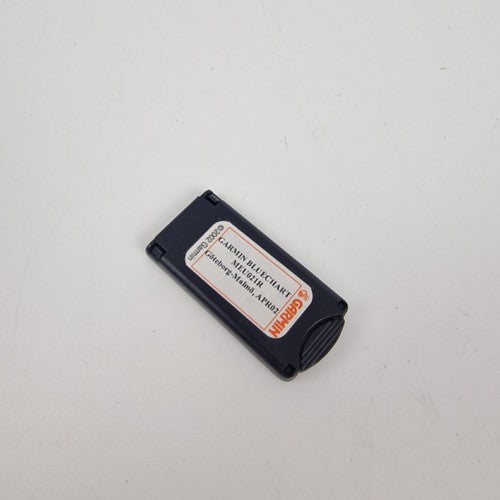 GARMIN BLUECHART
MEU021R
Göteborg-Malmö, APR02
GARMIN
©2002 Garmin